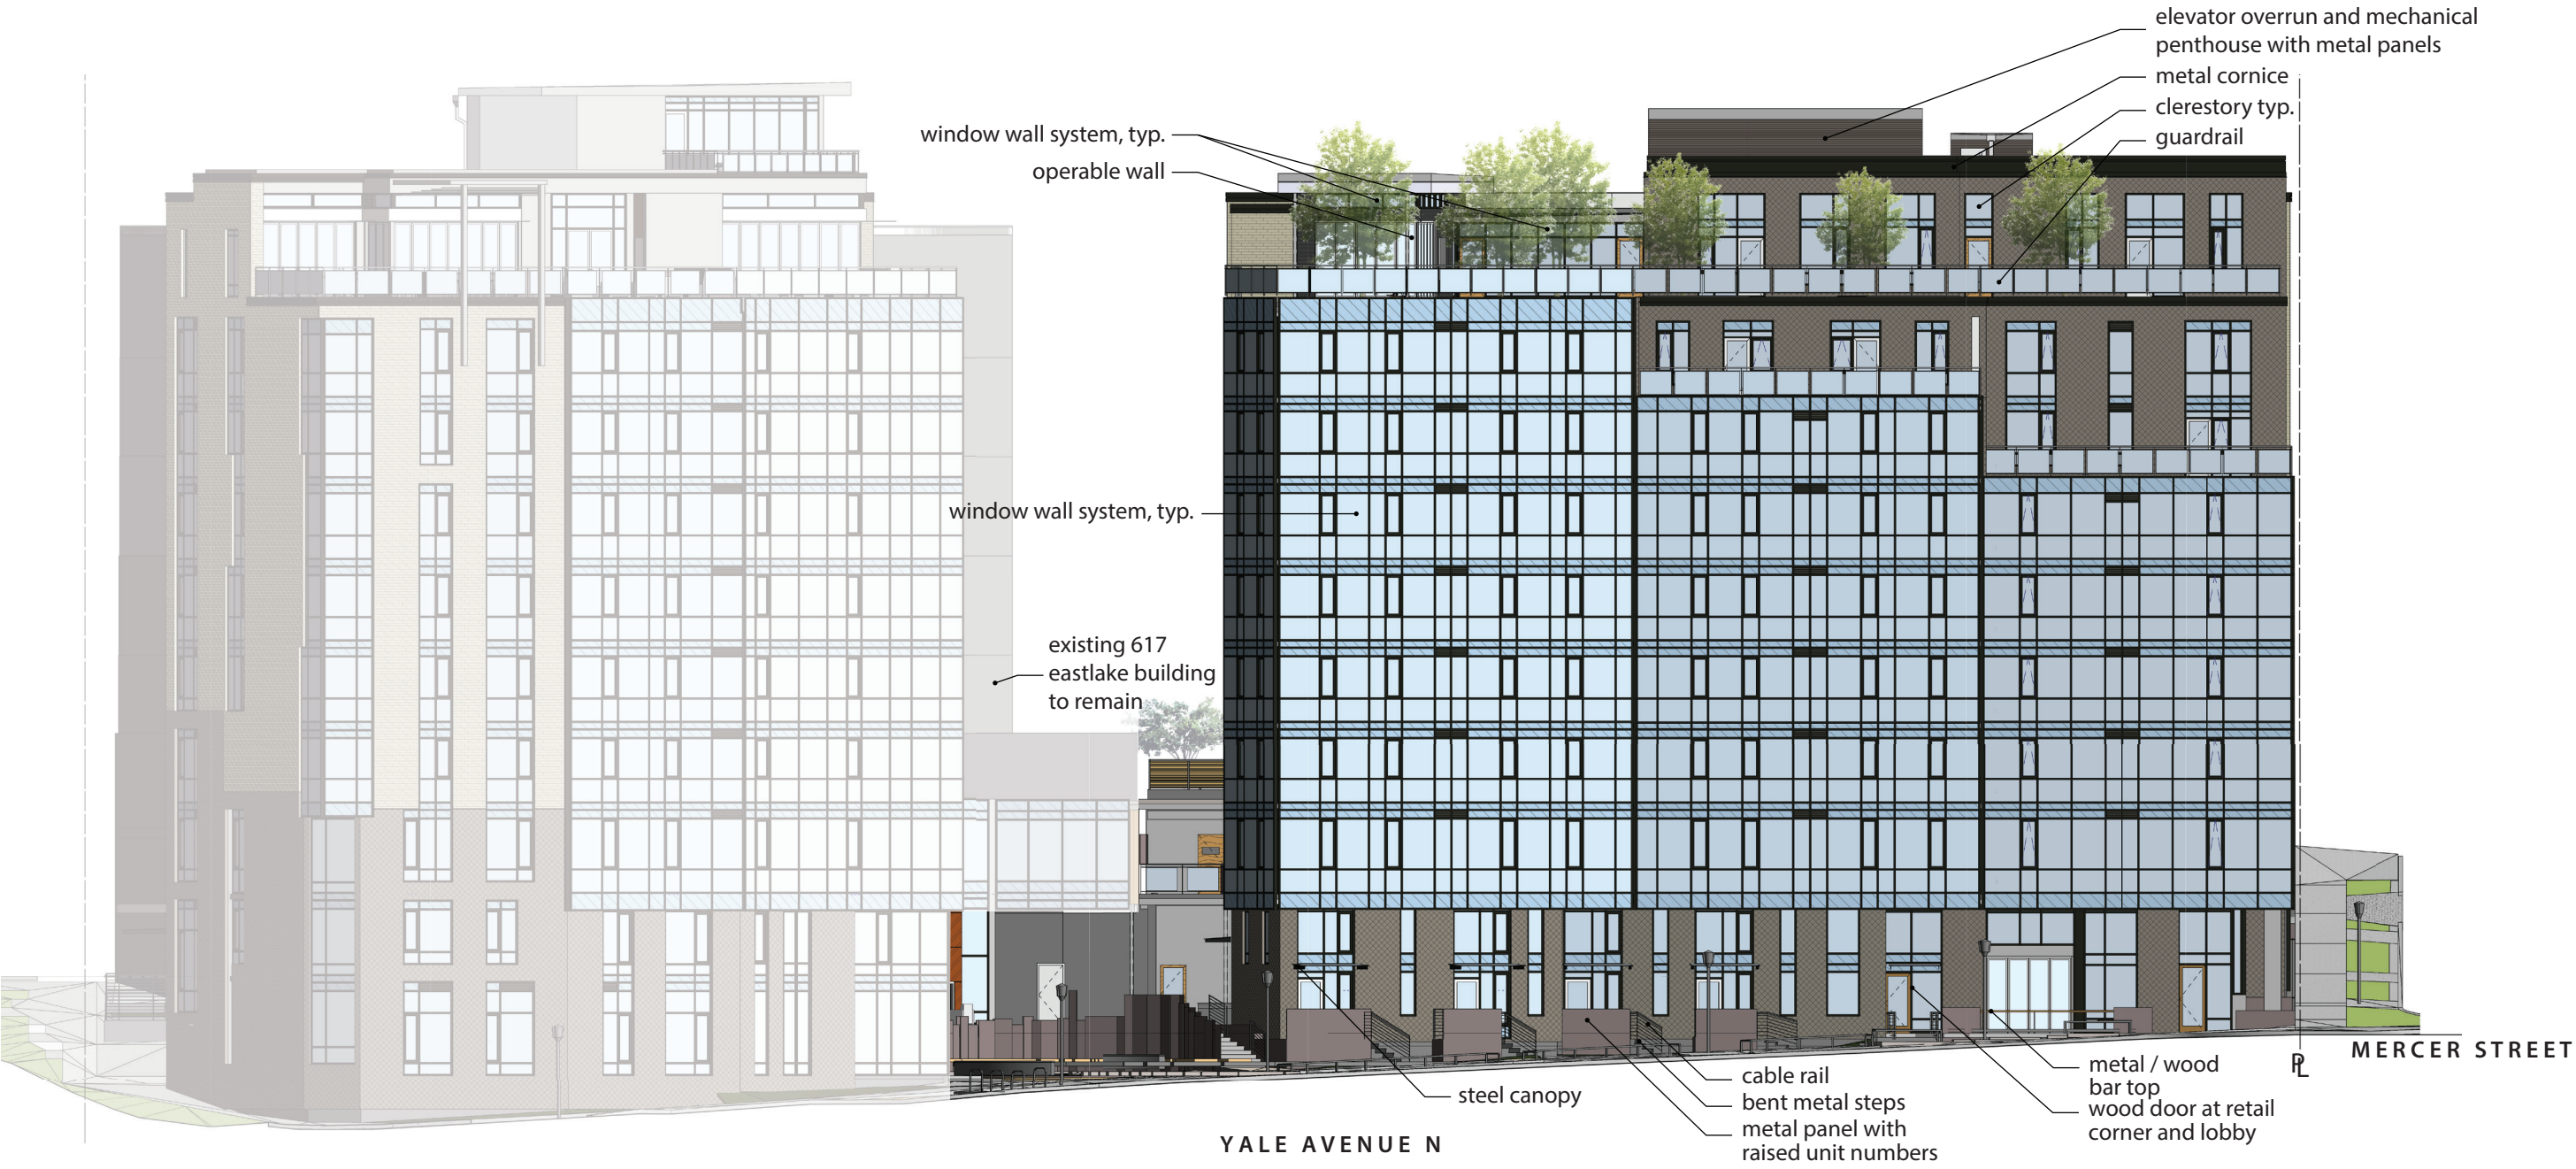 elevator overrun and mechanical
penthouse with metal panels
metal cornice
clerestory typ.
guardrail
window wall system, typ.
operable wall
window wall system, typ.
existing 617
eastlake building
to remain
MERCER STREET
PL
metal / wood
bar top
wood door at retail
corner and lobby
cable rail
bent metal steps
metal panel with
raised unit numbers
steel canopy
YALE AVENUE N